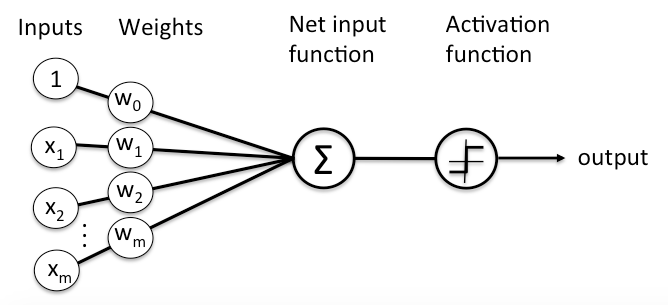 Inputs
Weights
Net input
function
Activation
function
1
w₀
x₁
w₁
Σ
output
x₂
w₂
⋮
wₘ
xₘ